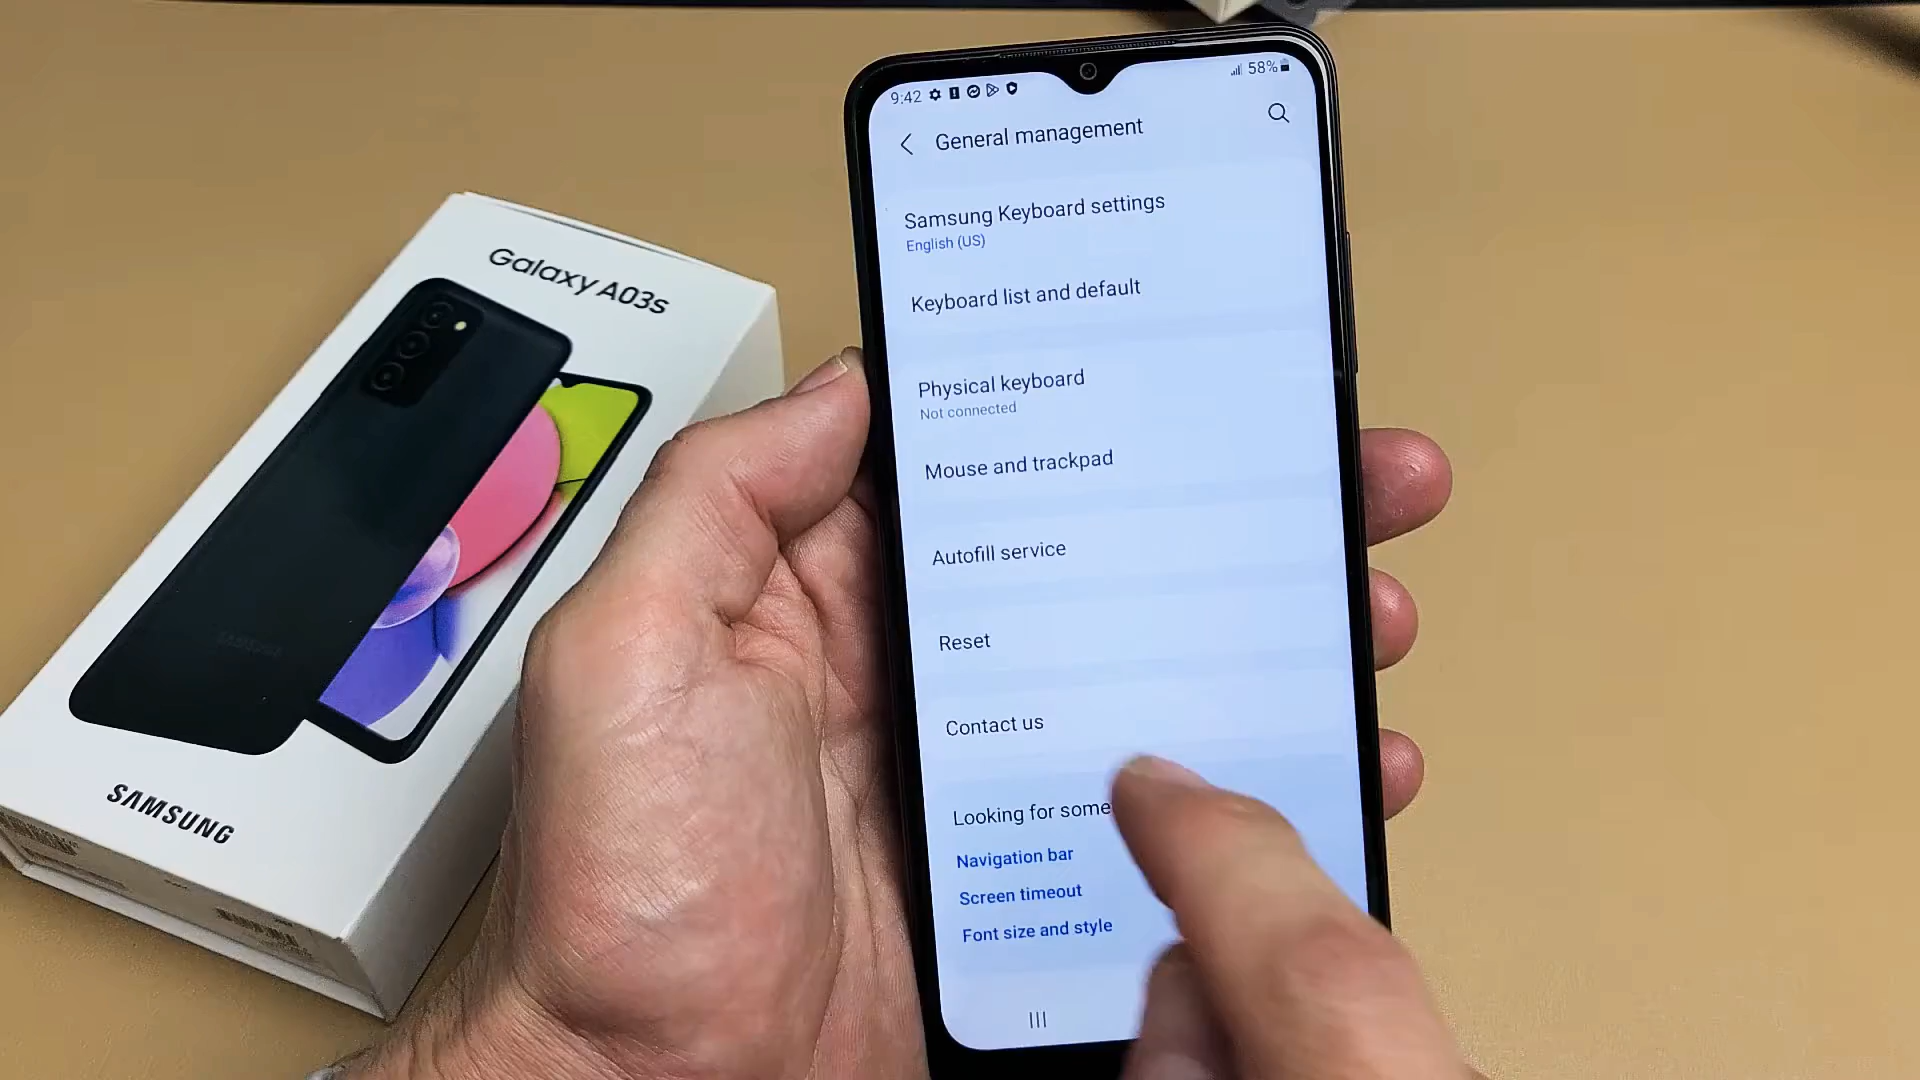 Galaxy A03s
SAMSUNG
SAMSUNG
9:42
58%
General management
Samsung Keyboard settings
English (US)
Keyboard list and default
Physical keyboard
Not connected
Mouse and trackpad
Autofill service
Reset
Contact us
Looking for some
Navigation bar
Screen timeout
Font size and style